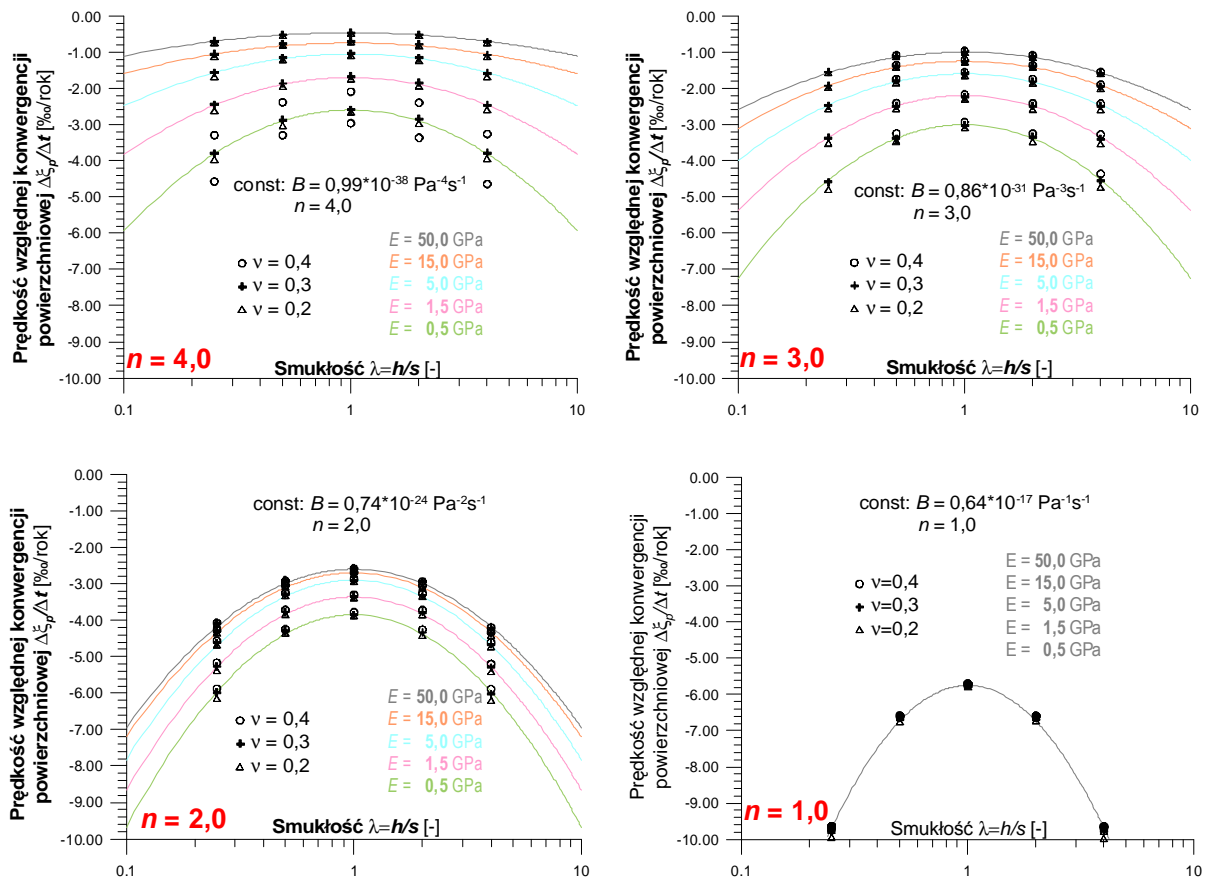 0.00
-1.00
-2.00
-3.00
-4.00
-5.00
-6.00
-7.00
-8.00
-9.00
-10.00
Prędkość względnej konwergencji
powierzchniowej Δξp/Δt [‰/rok]
const: B = 0,99*10-38 Pa-4s-1
n = 4,0
E = 50,0 GPa
E = 15,0 GPa
E = 5,0 GPa
E = 1,5 GPa
E = 0,5 GPa
ν = 0,4
ν = 0,3
ν = 0,2
n = 4,0
Smukłość λ=h/s [-]
0.1 1 10
0.00
-1.00
-2.00
-3.00
-4.00
-5.00
-6.00
-7.00
-8.00
-9.00
-10.00
Prędkość względnej konwergencji
powierzchniowej Δξp/Δt [‰/rok]
const: B = 0,86*10-31 Pa-3s-1
n = 3,0
E = 50,0 GPa
E = 15,0 GPa
E = 5,0 GPa
E = 1,5 GPa
E = 0,5 GPa
ν = 0,4
ν = 0,3
ν = 0,2
n = 3,0
Smukłość λ=h/s [-]
0.1 1 10
0.00
-1.00
-2.00
-3.00
-4.00
-5.00
-6.00
-7.00
-8.00
-9.00
-10.00
Prędkość względnej konwergencji
powierzchniowej Δξp/Δt [‰/rok]
const: B = 0,74*10-24 Pa-2s-1
n = 2,0
E = 50,0 GPa
E = 15,0 GPa
E = 5,0 GPa
E = 1,5 GPa
E = 0,5 GPa
ν = 0,4
ν = 0,3
ν = 0,2
n = 2,0
Smukłość λ=h/s [-]
0.1 1 10
0.00
-1.00
-2.00
-3.00
-4.00
-5.00
-6.00
-7.00
-8.00
-9.00
-10.00
Prędkość względnej konwergencji
powierzchniowej Δξp/Δt [‰/rok]
const: B = 0,64*10-17 Pa-1s-1
n = 1,0
E = 50,0 GPa
E = 15,0 GPa
E = 5,0 GPa
E = 1,5 GPa
E = 0,5 GPa
ν=0,4
ν=0,3
ν=0,2
n = 1,0
Smukłość λ=h/s [-]
0.1 1 10